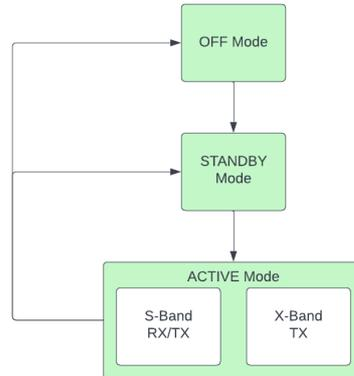 OFF Mode
STANDBY
Mode
ACTIVE Mode
S-Band
RX/TX
X-Band
TX